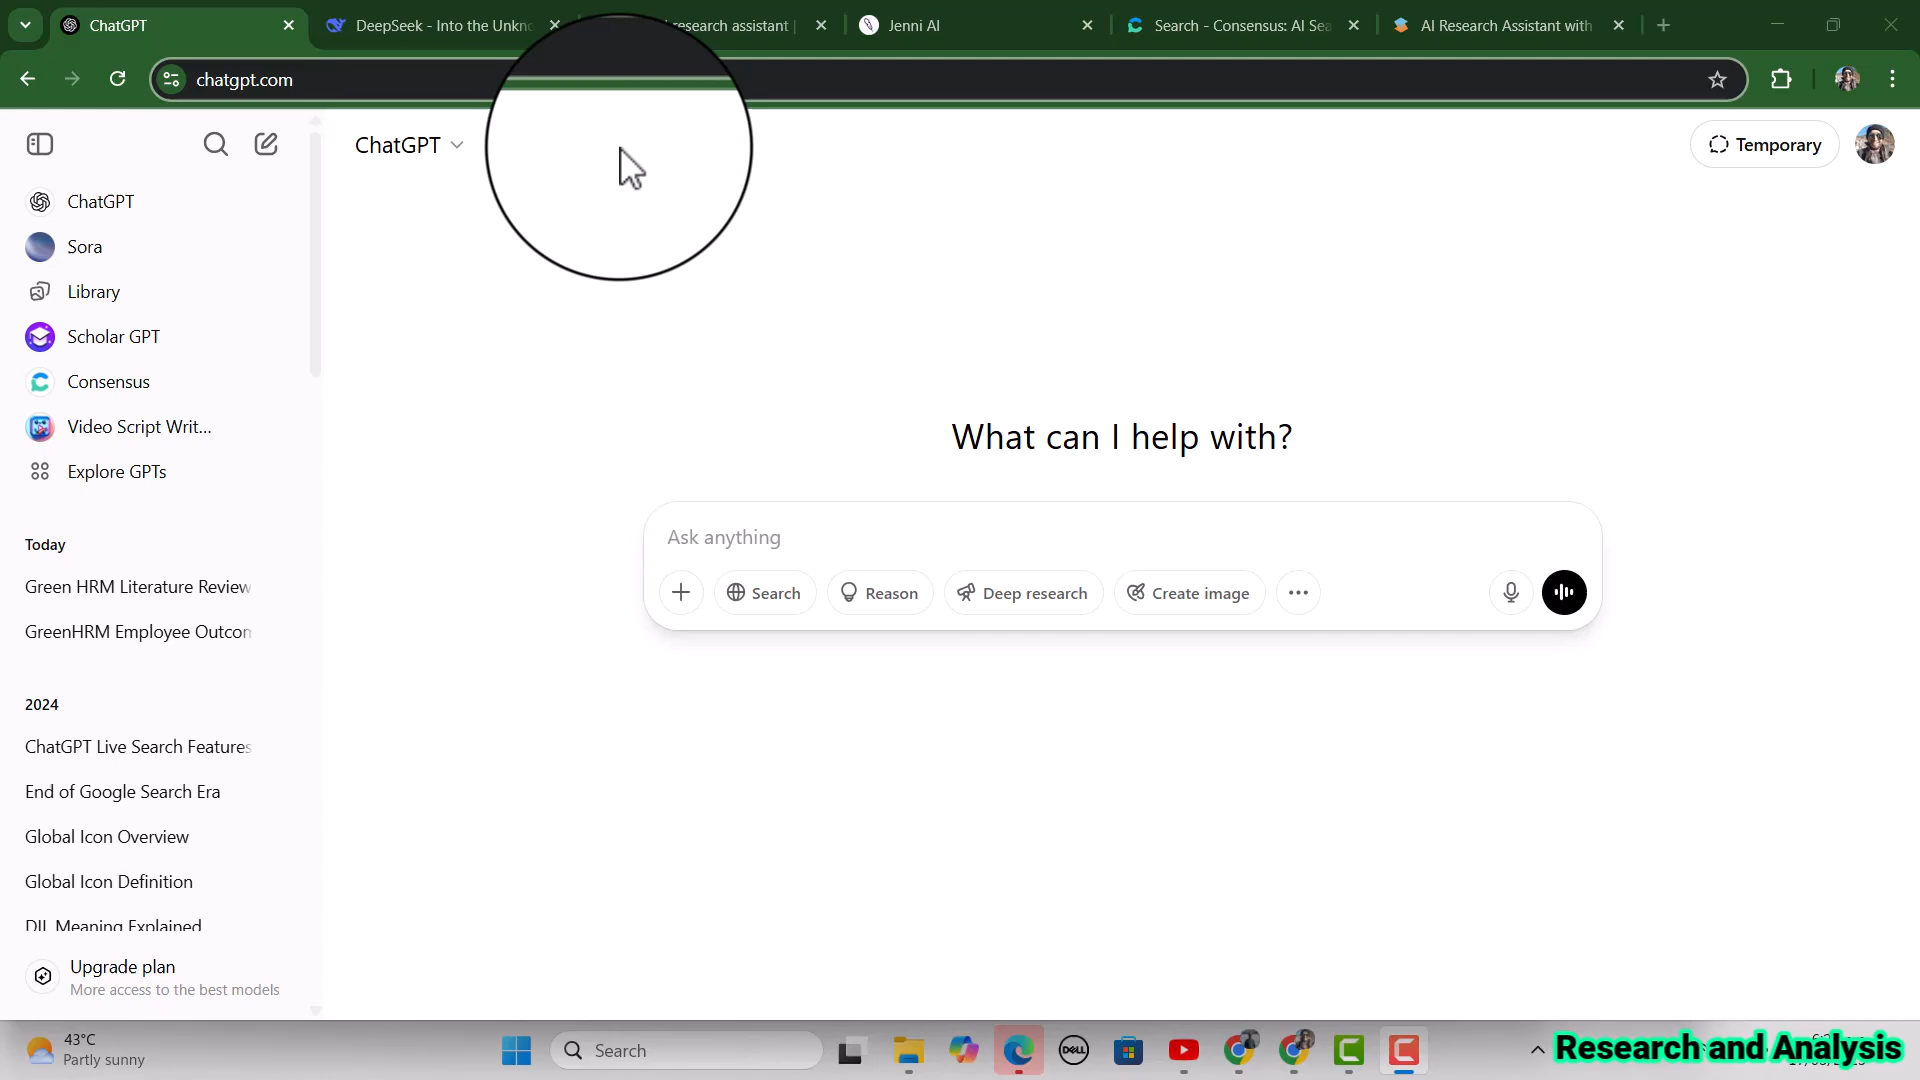 ChatGPT
DeepSeek - Into the Unkno
research assistant |
Jenni AI
Search - Consensus: AI Sea
AI Research Assistant with
chatgpt.com
ChatGPT
Temporary
ChatGPT
Sora
Library
Scholar GPT
Consensus
Video Script Writ...
Explore GPTs
Today
Green HRM Literature Review
GreenHRM Employee Outcon
2024
ChatGPT Live Search Features
End of Google Search Era
Global Icon Overview
Global Icon Definition
DIL Meaning Explained
Upgrade plan
More access to the best models
What can I help with?
Ask anything
Search
Reason
Deep research
Create image
43°C
Partly sunny
Search
DELL
Research and Analysis